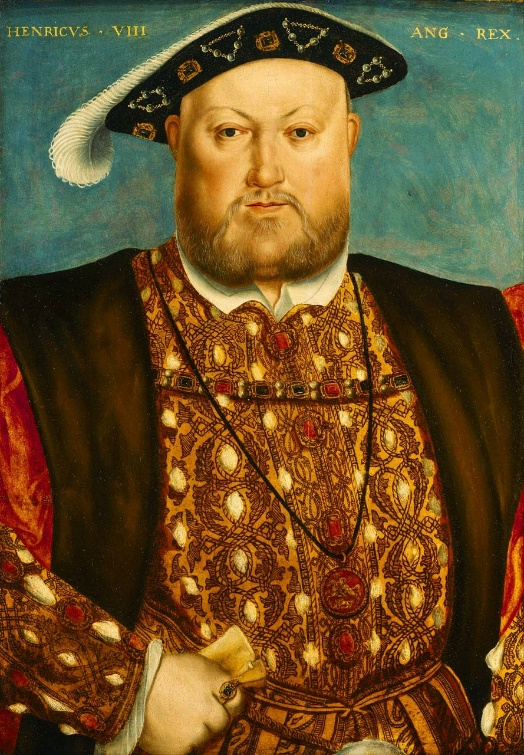 HENRICVS · VIII ANG · REX .